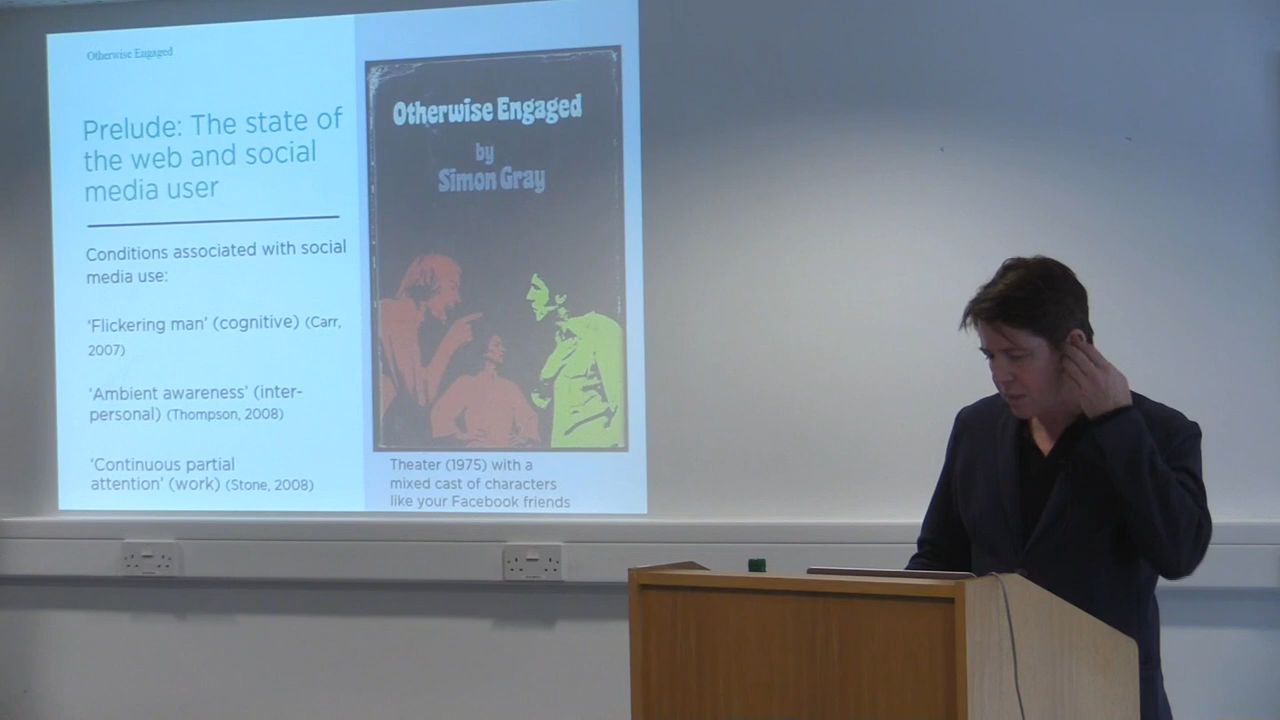 Otherwise Engaged
Prelude: The state of
the web and social
media user
Conditions associated with social
media use:
‘Flickering man’ (cognitive) (Carr,
2007)
‘Ambient awareness’ (inter-
personal) (Thompson, 2008)
‘Continuous partial
attention’ (work) (Stone, 2008)
Otherwise Engaged
by
Simon Gray
Theater (1975) with a
mixed cast of characters
like your Facebook friends